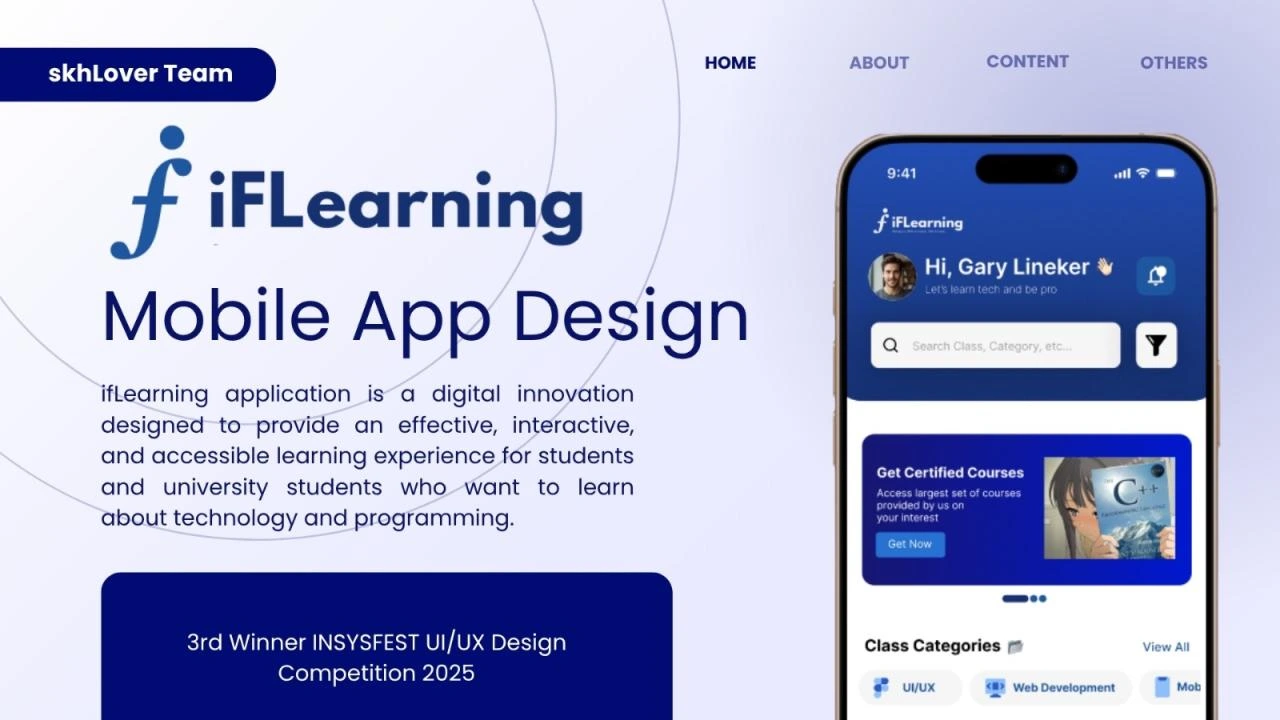 skhLover Team
HOME ABOUT CONTENT OTHERS
iFLearning
Mobile App Design
ifLearning application is a digital innovation
designed to provide an effective, interactive,
and accessible learning experience for students
and university students who want to learn
about technology and programming.
3rd Winner INSYSFEST UI/UX Design
Competition 2025
9:41
iFLearning
Hi, Gary Lineker 👋🏻
Let's learn tech and be pro
Search Class, Category, etc...
Get Certified Courses
Access largest set of courses
provided by us on
your interest
Get Now
THE
C++
PROGRAMMING LANGUAGE
Class Categories 📂
View All
UI/UX
Web Development
Mob